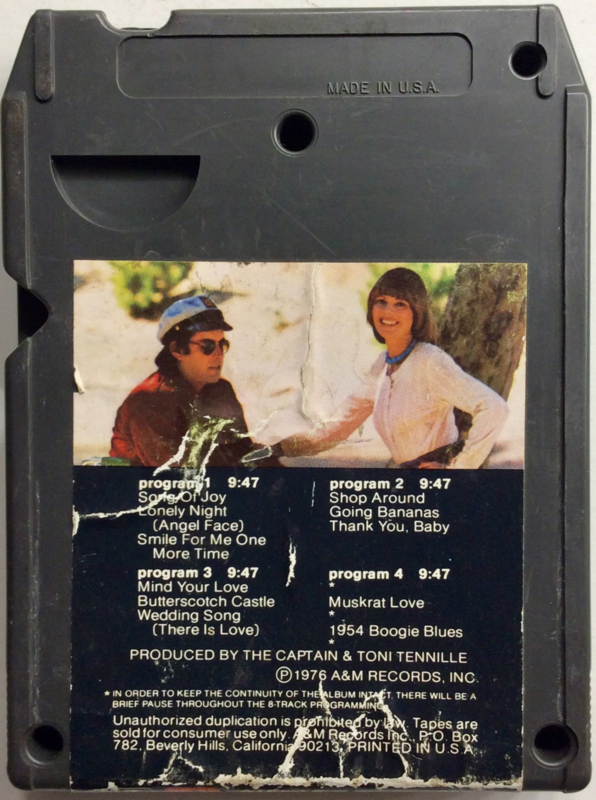 MADE IN U.S.A.
program 1 9:47
Song Of Joy
Lonely Night
(Angel Face)
Smile For Me One
More Time
program 2 9:47
Shop Around
Going Bananas
Thank You, Baby
program 3 9:47
Mind Your Love
Butterscotch Castle
Wedding Song
(There Is Love)
program 4 9:47
*
Muskrat Love
*
1954 Boogie Blues
*
PRODUCED BY THE CAPTAIN & TONI TENNILLE
Ⓟ1976 A&M RECORDS, INC.
* IN ORDER TO KEEP THE CONTINUITY OF THE ALBUM INTACT, THERE WILL BE A
BRIEF PAUSE THROUGHOUT THE 8-TRACK PROGRAMMING
Unauthorized duplication is prohibited by law. Tapes are
sold for consumer use only. A&M Records Inc., P.O. Box
782, Beverly Hills, California 90213. PRINTED IN U.S.A.